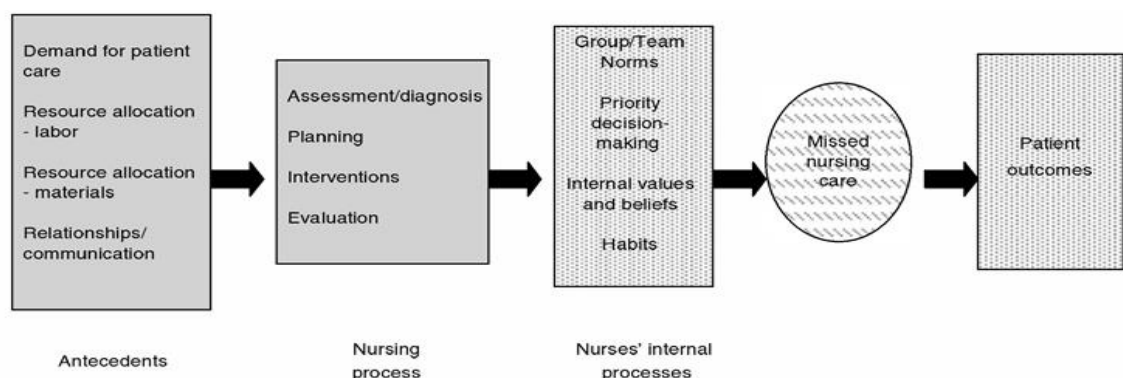 Demand for patient
care
Resource allocation
- labor
Resource allocation
- materials
Relationships/
communication
Antecedents
Assessment/diagnosis
Planning
Interventions
Evaluation
Nursing
process
Group/Team
Norms
Priority
decision-
making
Internal values
and beliefs
Habits
Nurses' internal
processes
Missed
nursing
care
Patient
outcomes